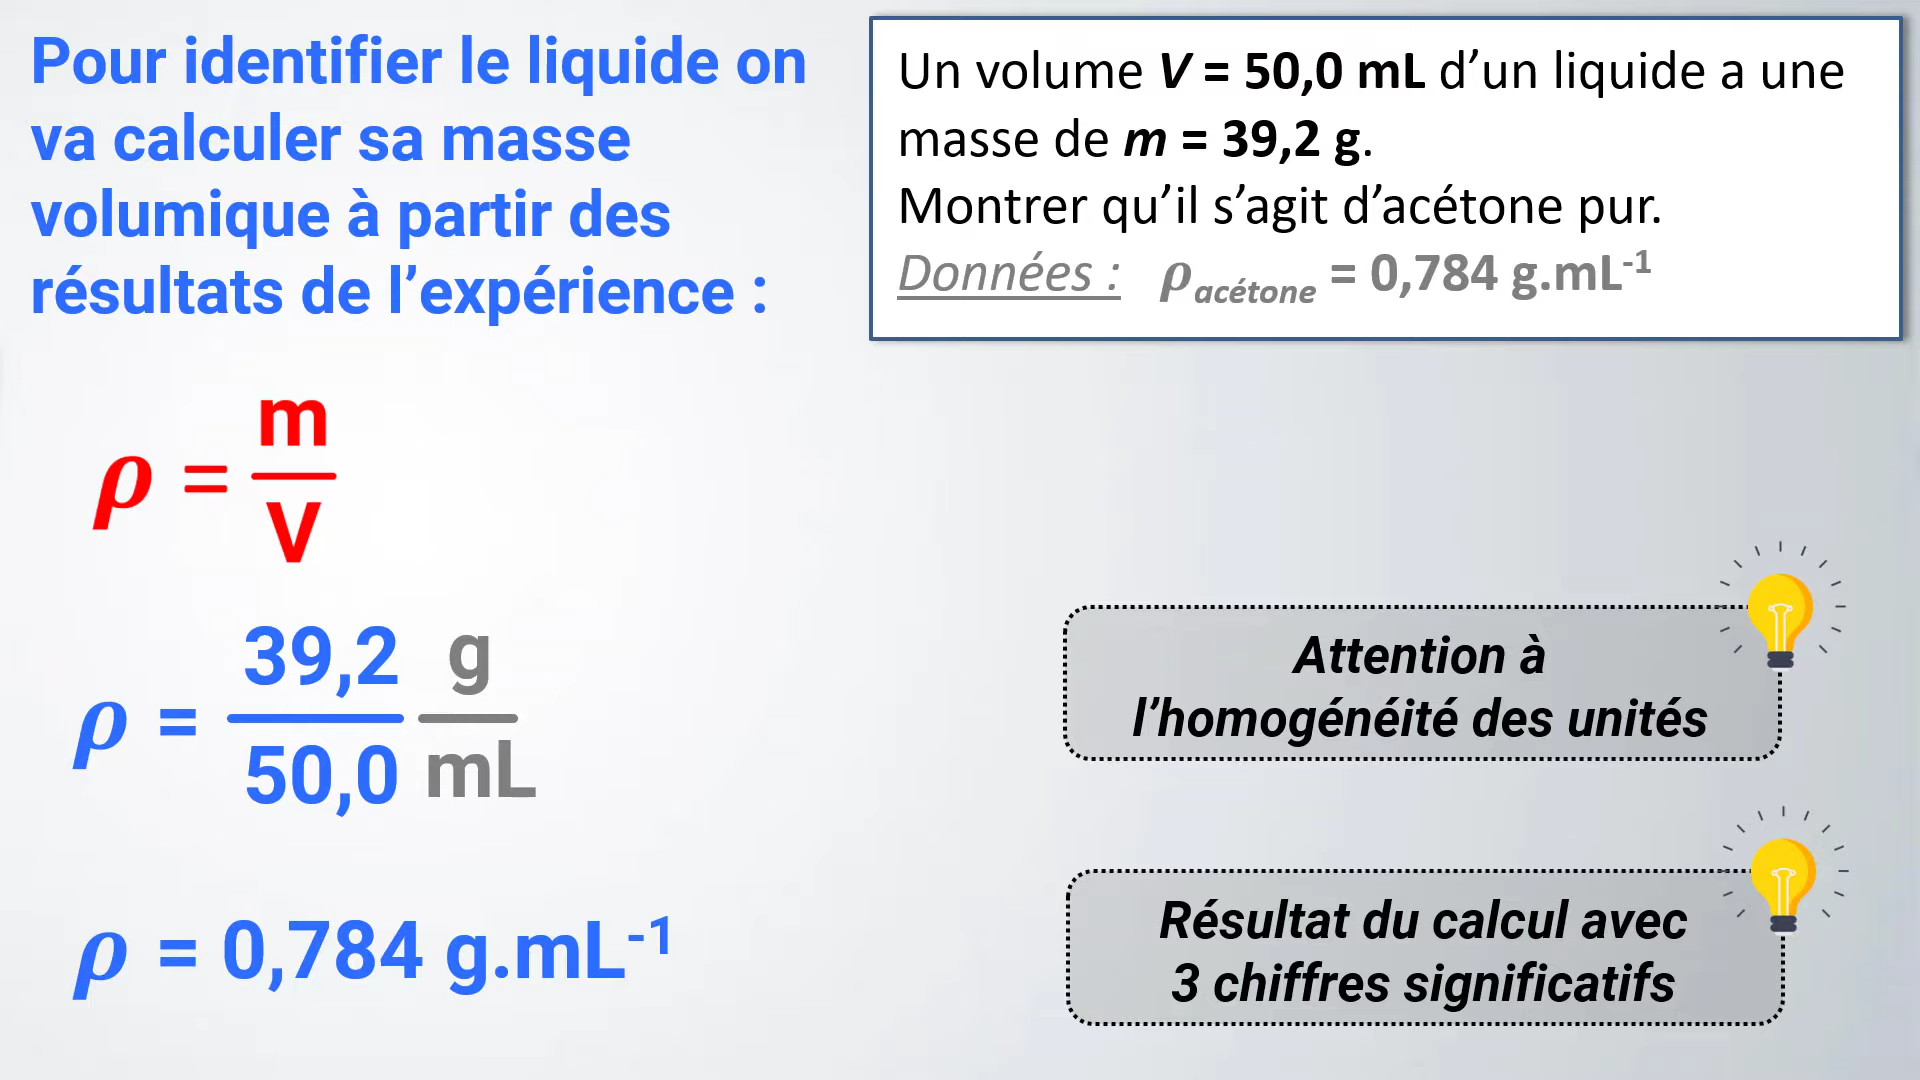 Pour identifier le liquide on
va calculer sa masse
volumique à partir des
résultats de l’expérience :
Un volume V = 50,0 mL d’un liquide a une
masse de m = 39,2 g.
Montrer qu’il s’agit d’acétone pur.
Données : ρacétone = 0,784 g.mL⁻¹
ρ = m/V
ρ = 39,2/50,0 g/mL
ρ = 0,784 g.mL⁻¹
Attention à
l’homogénéité des unités
Résultat du calcul avec
3 chiffres significatifs